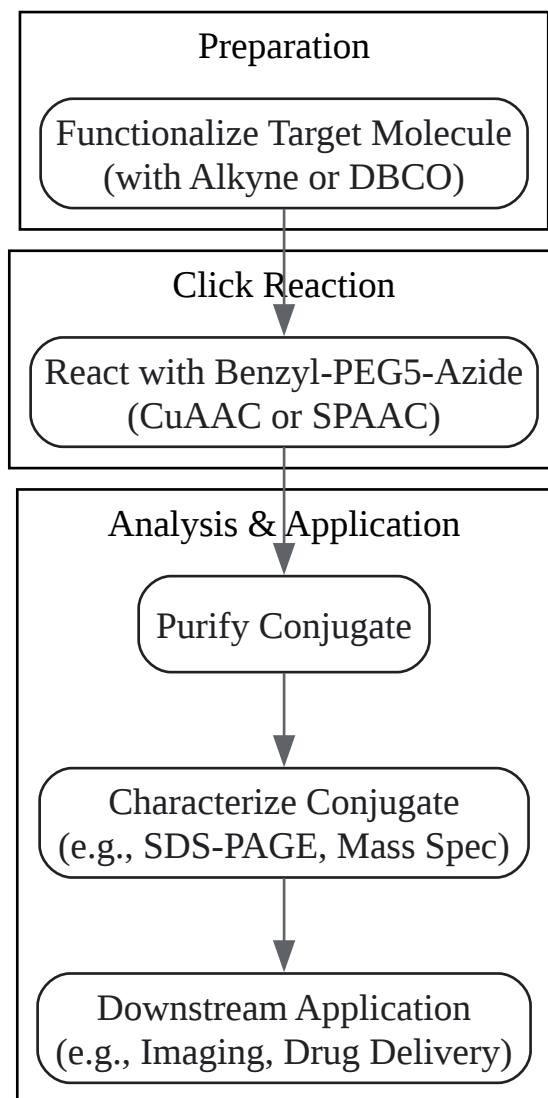 Preparation
Functionalize Target Molecule
(with Alkyne or DBCO)
Click Reaction
React with Benzyl-PEG5-Azide
(CuAAC or SPAAC)
Analysis & Application
Purify Conjugate
Characterize Conjugate
(e.g., SDS-PAGE, Mass Spec)
Downstream Application
(e.g., Imaging, Drug Delivery)